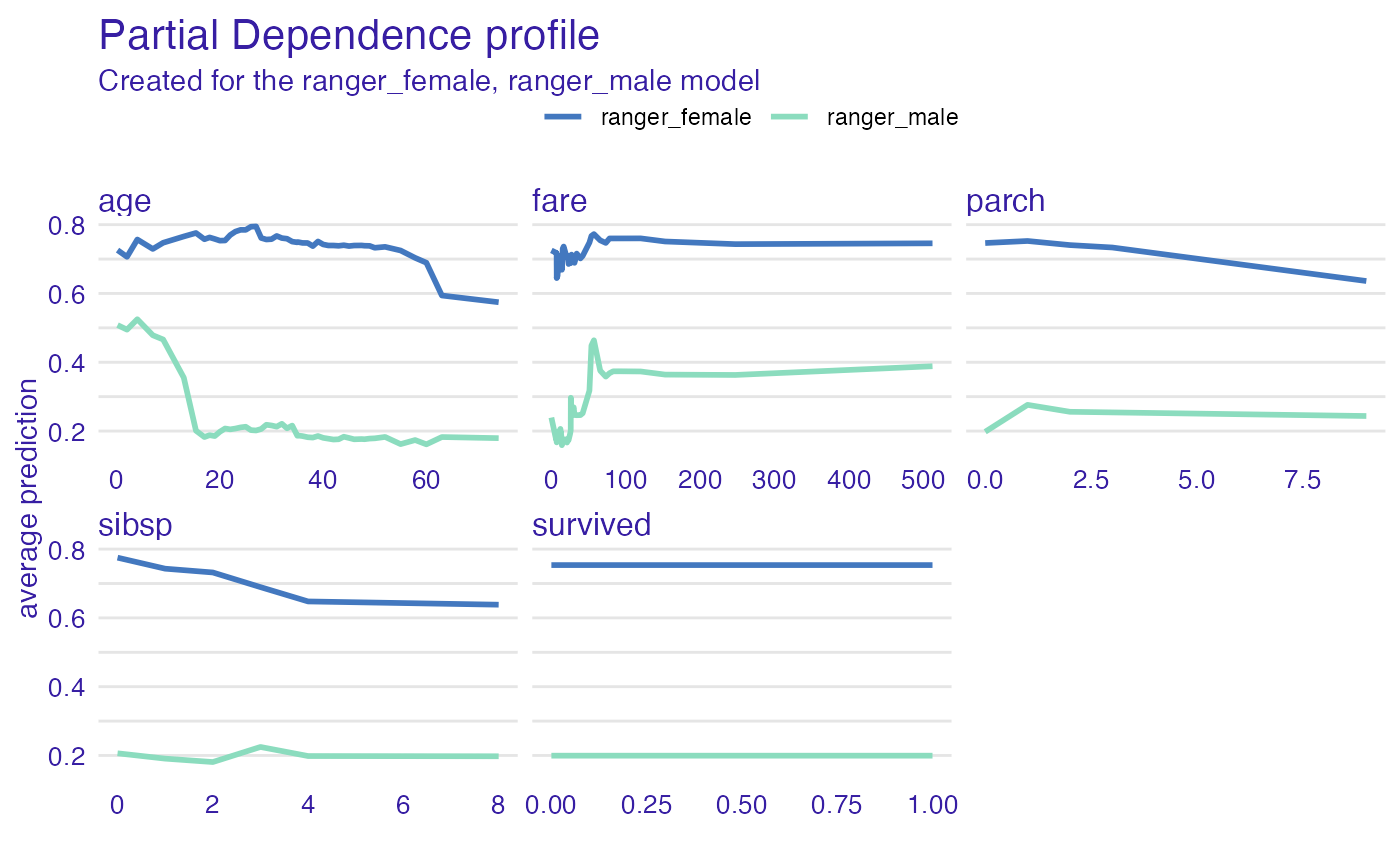 Partial Dependence profile
Created for the ranger_female, ranger_male model
ranger_female ranger_male
age fare parch
0.8
0.6
0.4
0.2
average prediction
0 20 40 60 0 100 200 300 400 500 0.0 2.5 5.0 7.5
sibsp survived
0.8
0.6
0.4
0.2
0 2 4 6 8 0.00 0.25 0.50 0.75 1.00